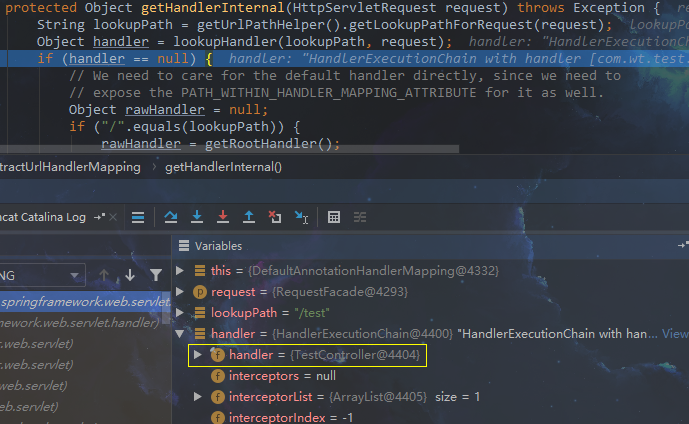 protected Object getHandlerInternal(HttpServletRequest request) throws Exception {
String lookupPath = getUrlPathHelper().getLookupPathForRequest(request); LookupP
Object handler = lookupHandler(lookupPath, request); handler: "HandlerExecutionCh
if (handler == null) { handler: "HandlerExecutionChain with handler [com.wt.test.
// We need to care for the default handler directly, since we need to
// expose the PATH_WITHIN_HANDLER_MAPPING_ATTRIBUTE for it as well.
Object rawHandler = null;
if ("/".equals(lookupPath)) {
rawHandler = getRootHandler();
tractUrlHandlerMapping > getHandlerInternal()
ncat Catalina Log
Variables
NG
this = {DefaultAnnotationHandlerMapping@4332}
.springframework.web.servlet.
request = {RequestFacade@4293}
mework.web.servlet.handler)
lookupPath = "/test"
.web.servlet)
handler = {HandlerExecutionChain@4400} "HandlerExecutionChain with han... View
.web.servlet)
handler = {TestController@4404}
web.servlet)
interceptors = null
web.servlet)
interceptorList = {ArrayList@4405} size = 1
eb.servlet)
interceptorIndex = -1